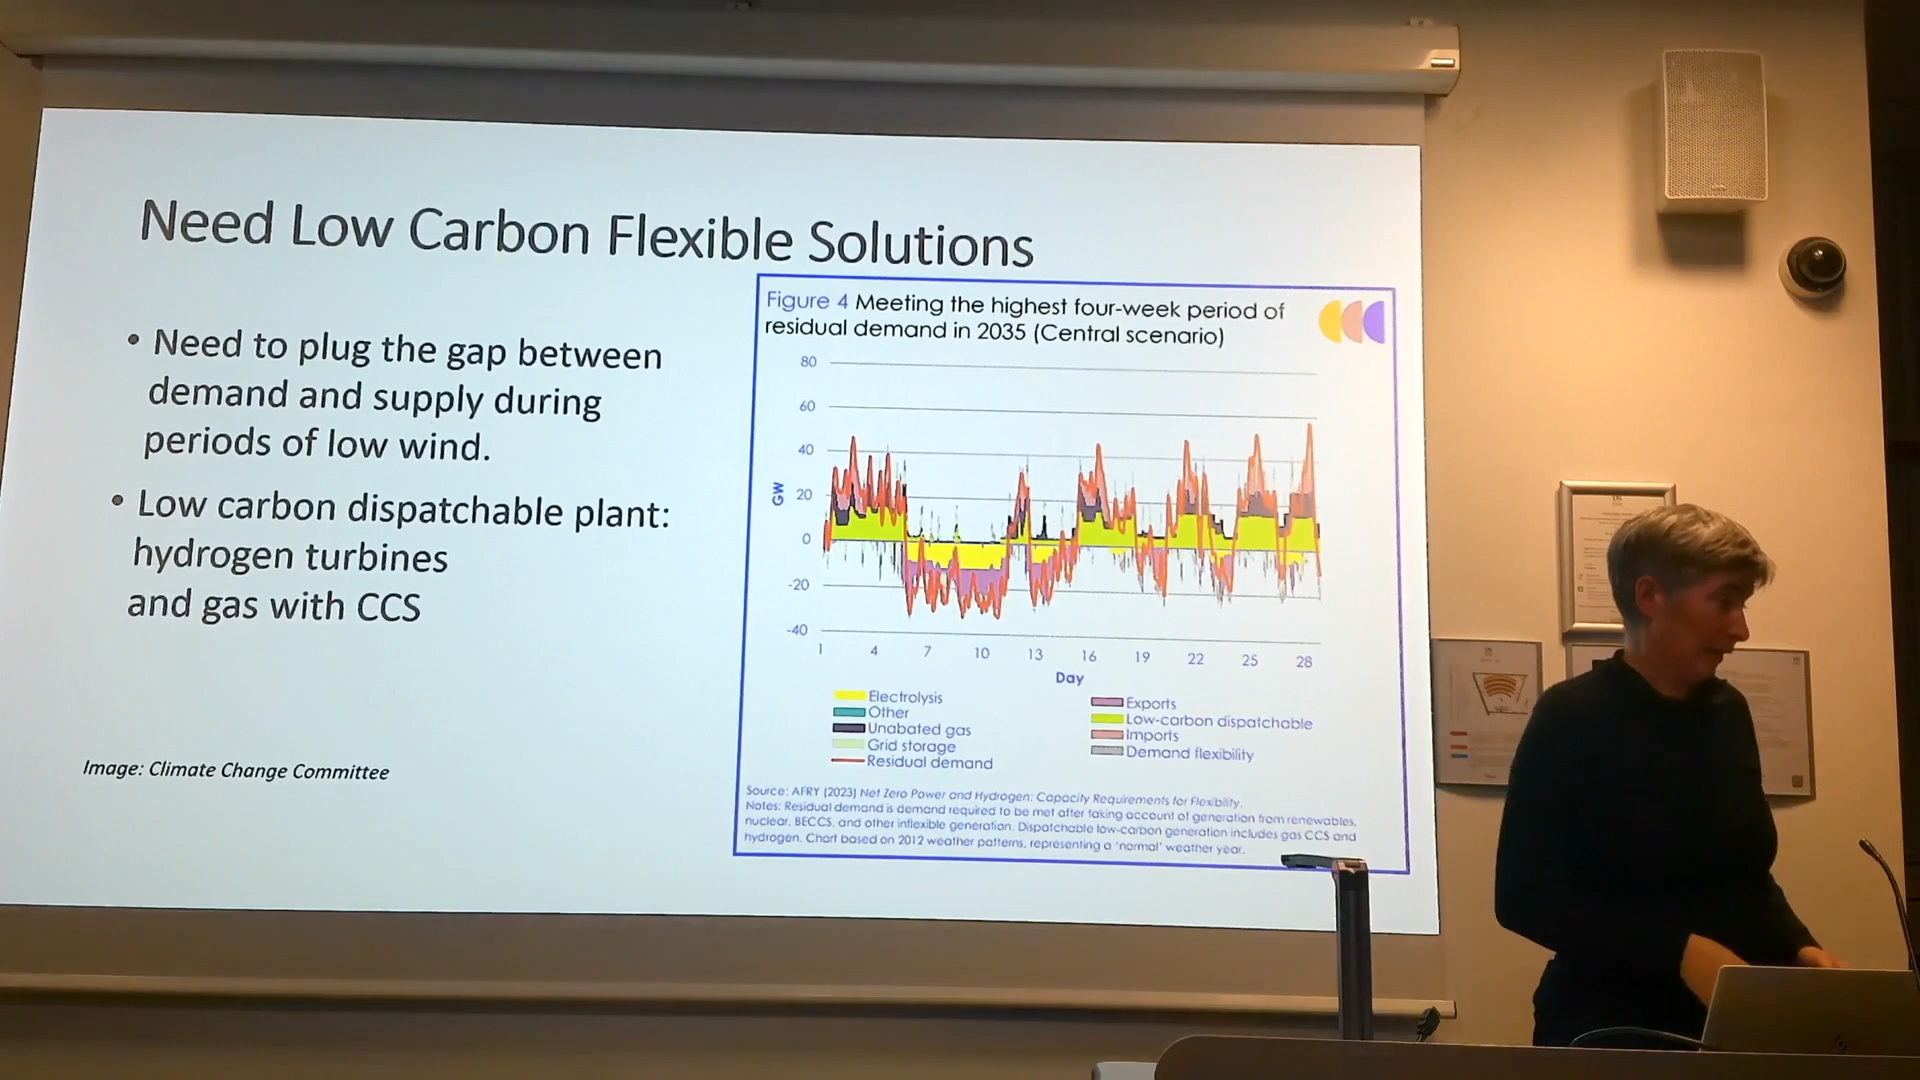 Need Low Carbon Flexible Solutions
• Need to plug the gap between
demand and supply during
periods of low wind.
• Low carbon dispatchable plant:
hydrogen turbines
and gas with CCS
Image: Climate Change Committee
Figure 4 Meeting the highest four-week period of
residual demand in 2035 (Central scenario)
80
60
40
20
0
-20
-40
GW
1 4 7 10 13 16 19 22 25 28
Day
Electrolysis
Other
Unabated gas
Grid storage
Residual demand
Exports
Low-carbon dispatchable
Imports
Demand flexibility
Source: AFRY (2023) Net Zero Power and Hydrogen: Capacity Requirements for Flexibility.
Notes: Residual demand is demand required to be met after taking account of generation from renewables,
nuclear, BECCS, and other inflexible generation. Dispatchable low-carbon generation includes gas CCS and
hydrogen. Chart based on 2012 weather patterns, representing a 'normal' weather year.